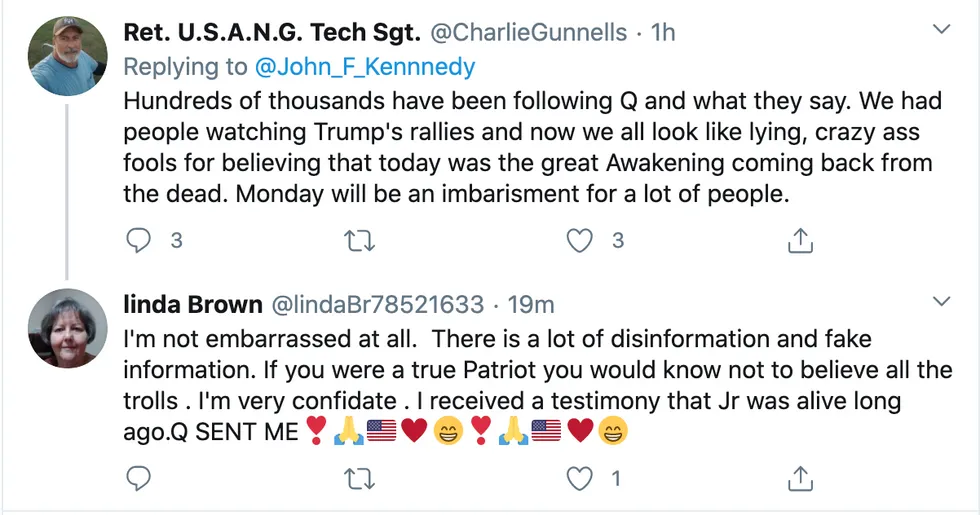 Ret. U.S.A.N.G. Tech Sgt. @CharlieGunnells · 1h
Replying to @John_F_Kennnedy
Hundreds of thousands have been following Q and what they say. We had
people watching Trump's rallies and now we all look like lying, crazy ass
fools for believing that today was the great Awakening coming back from
the dead. Monday will be an imbarisment for a lot of people.
3 3
linda Brown @lindaBr78521633 · 19m
I'm not embarrassed at all. There is a lot of disinformation and fake
information. If you were a true Patriot you would know not to believe all the
trolls . I'm very confidate . I received a testimony that Jr was alive long
ago.Q SENT ME ❣️🙏🇺🇸❤️😁❣️🙏🇺🇸❤️😁
1